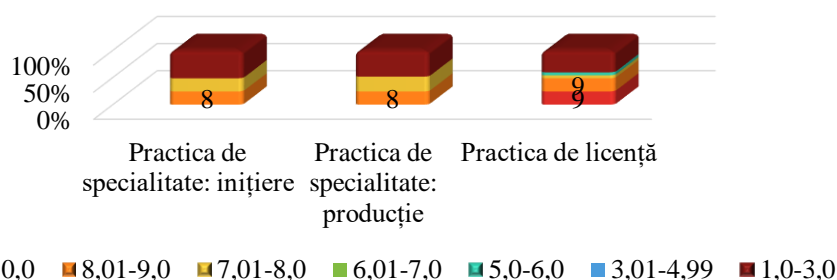 100%
50%
0%
8
8
9
9
Practica de specialitate: inițiere
Practica de specialitate: producție
Practica de licență
0,0 8,01-9,0 7,01-8,0 6,01-7,0 5,0-6,0 3,01-4,99 1,0-3,0